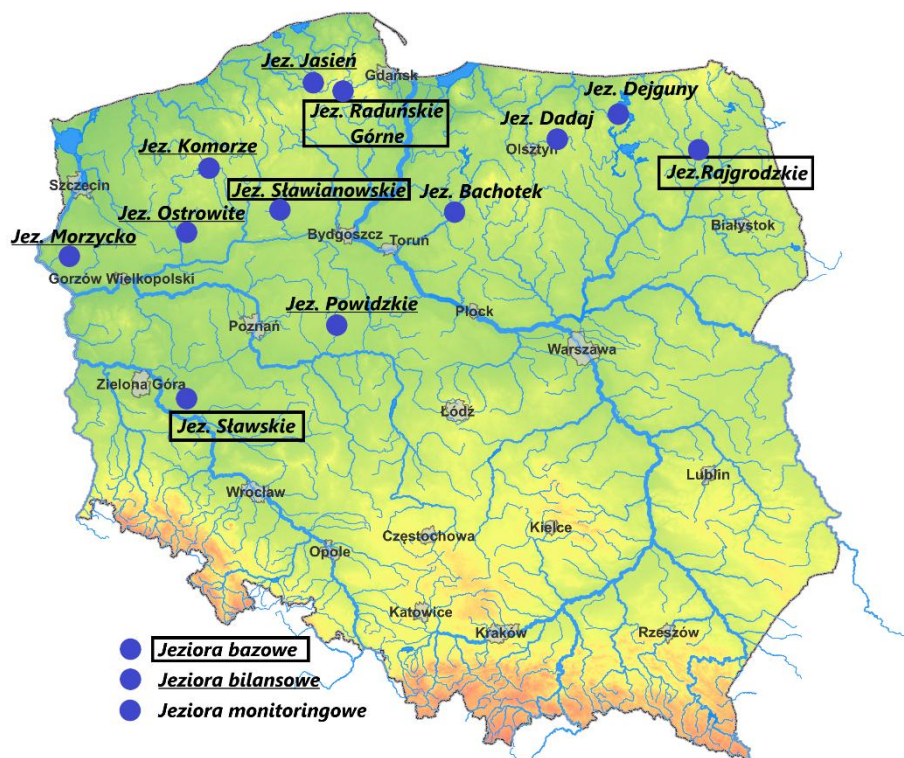 Jez. Jasień
Gdańsk
Jez. Raduńskie
Górne
Jez. Dejguny
Jez. Dadaj
Olsztyn
Jez. Komorze
Jez.Rajgrodzkie
Szczecin
Jez. Sławianowskie
Jez. Bachotek
Jez. Ostrowite
Bydgoszcz
Toruń
Białystok
Jez. Morzycko
Gorzów Wielkopolski
Jez. Powidzkie
Płock
Poznań
Warszawa
Zielona Góra
Łódź
Jez. Sławskie
Lublin
Wrocław
Kielce
Częstochowa
Opole
Katowice
Kraków
Rzeszów
Jeziora bazowe
Jeziora bilansowe
Jeziora monitoringowe